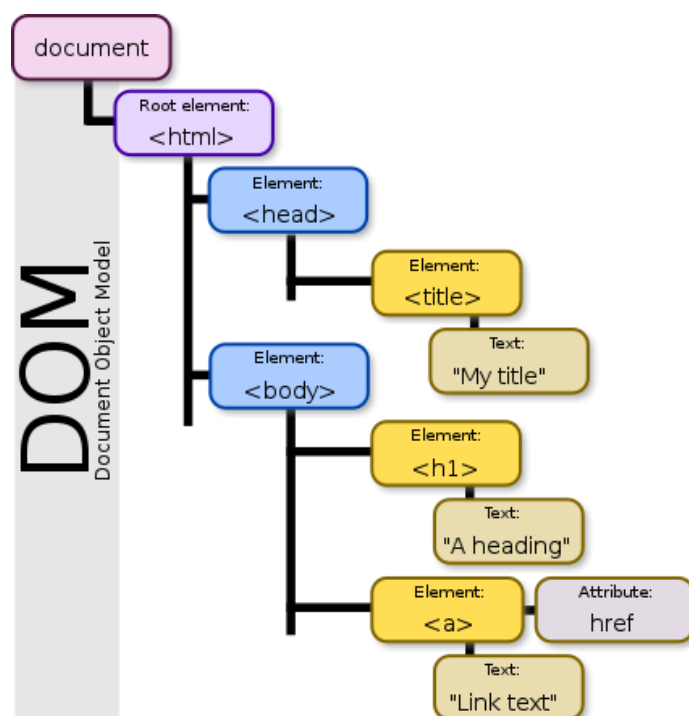 document
Root element:
<html>
Element:
<head>
Element:
<title>
Text:
"My title"
Element:
<body>
Element:
<h1>
Text:
"A heading"
Element:
<a>
Attribute:
href
Text:
"Link text"
DOM
Document Object Model